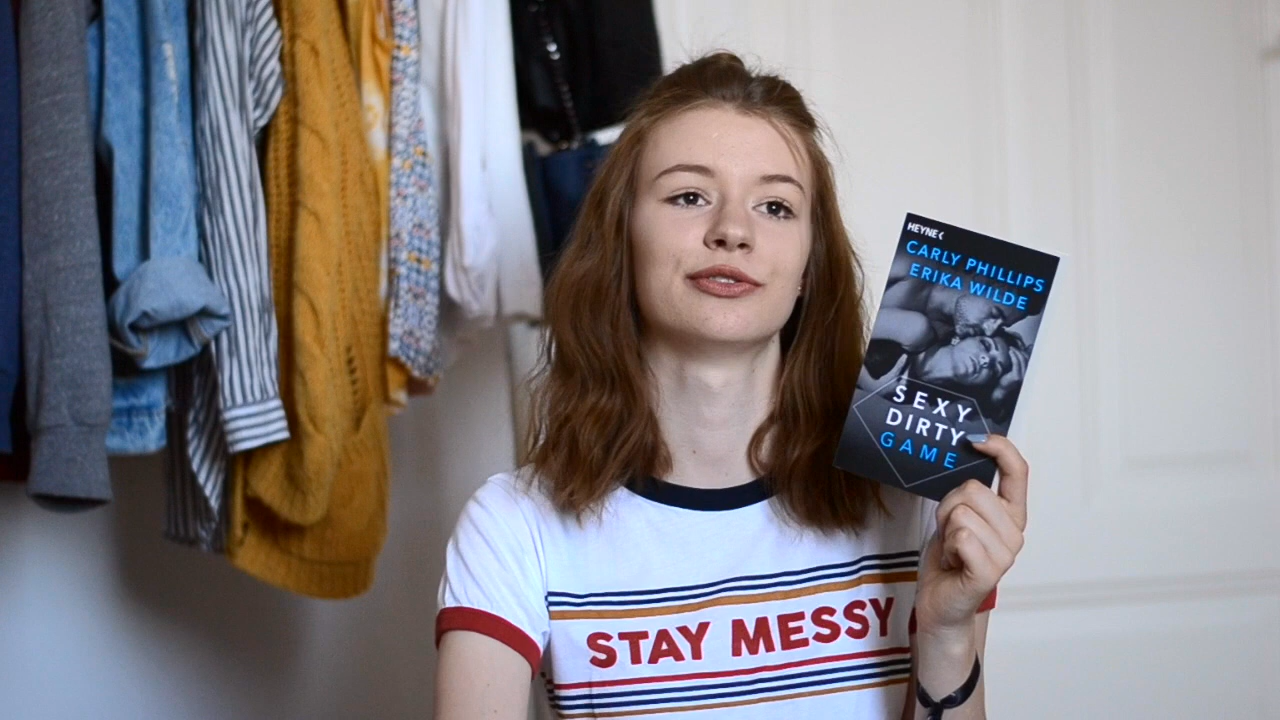 HEYNE<
CARLY PHILLIPS
ERIKA WILDE
SEXY
DIRTY
GAME
STAY MESSY